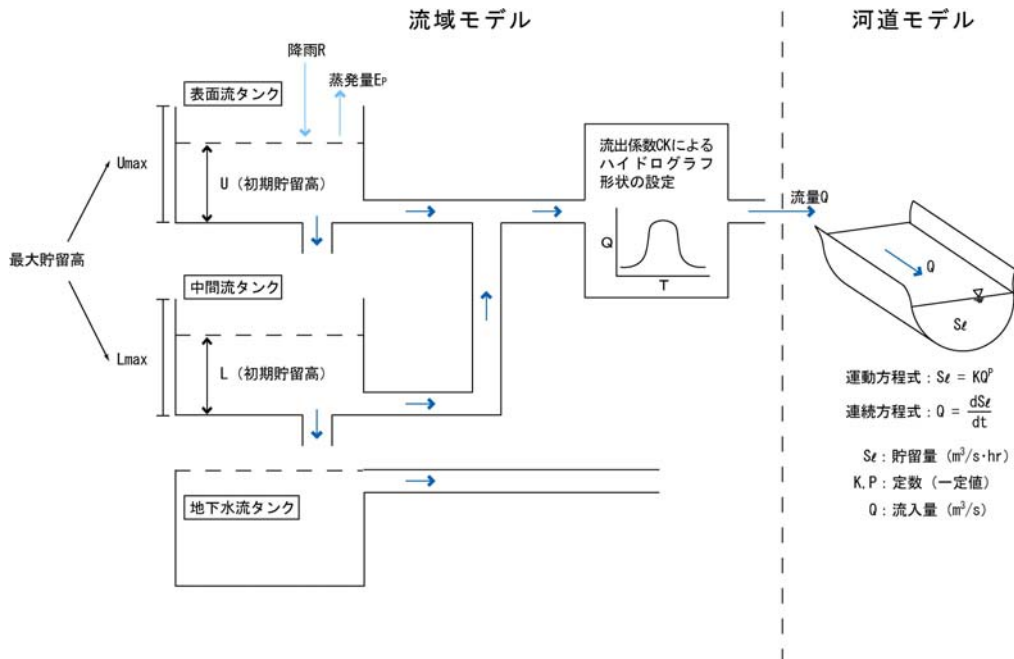 流域モデル
河道モデル
降雨R
蒸発量EP
表面流タンク
Umax
U（初期貯留高）
最大貯留高
流出係数CKによる
ハイドログラフ
形状の設定
Q
T
流量Q
Q
Sℓ
中間流タンク
Lmax
L（初期貯留高）
地下水流タンク
運動方程式：Sℓ = KQᴾ
連続方程式：Q = dSℓ/dt
Sℓ：貯留量（m³/s・hr）
K,P：定数（一定値）
Q：流入量（m³/s）